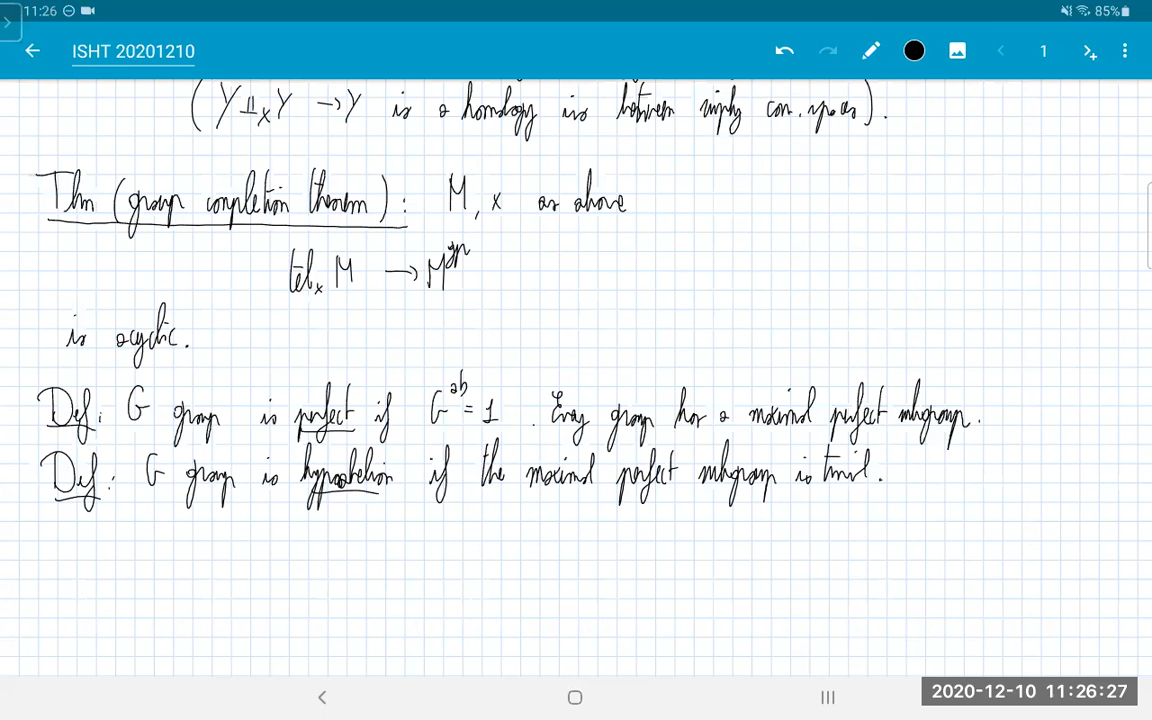 11:26 85%
ISHT 20201210 1
(Y ⊥⊥_X Y → Y is a homology iso between simply con. spaces).
Thm (group completion theorem): M, x as above
tel_x M → M^gp
is acyclic.
Def: G group is perfect if G^ab = 1. Every group has a maximal perfect subgroup.
Def: G group is hypoabelian if the maximal perfect subgroup is trivial.
2020-12-10 11:26:27